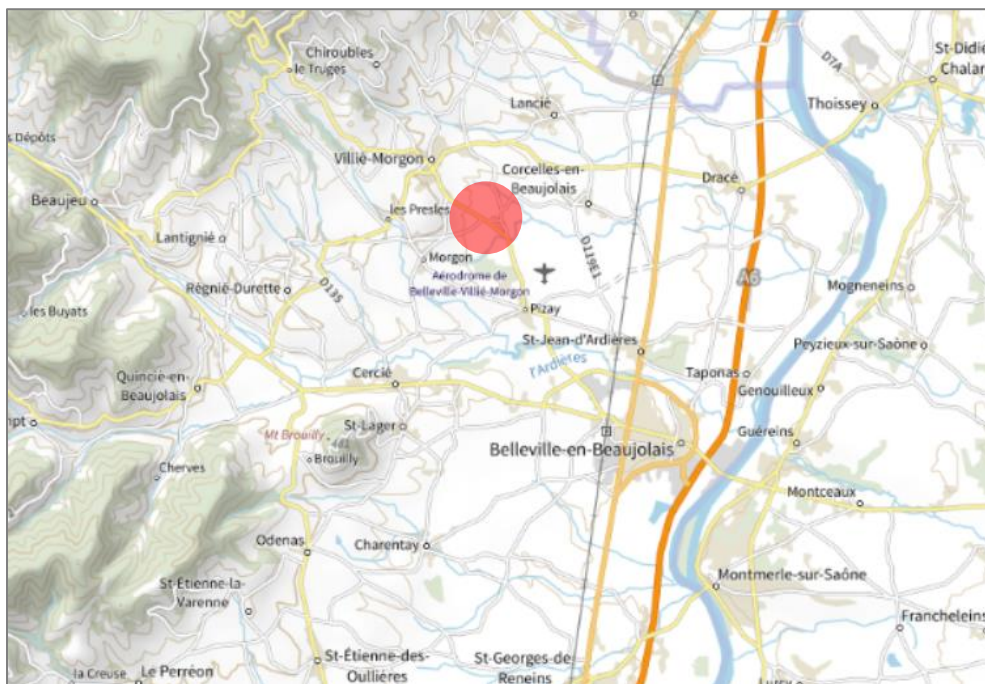 Chiroubles
le Truges
St-Didie
Chalar
D7A
Thoissey
Lancié
s Dépôts
Villié-Morgon
Corcelles-en-
Beaujolais
Dracé
Beaujeu
les Presles
Lantignié
Morgon
D119E1
Aérodrome de
Belleville-Villié-Morgon
A6
Régnié-Durette
D135
Mogneneins
les Buyats
Pizay
St-Jean-d'Ardières
Peyzieux-sur-Saône
l'Ardières
Cercié
Taponas
Quincié-en-
Beaujolais
Genouilleux
mpt
St-Lager
Mt Brouilly
Guéreins
Belleville-en-Beaujolais
Brouilly
Cherves
Montceaux
Odenas
Charentay
Montmerle-sur-Saône
St-Étienne-la-
Varenne
Francheleins
St-Étienne-des-
Oullières
St-Georges-de-
Reneins
la Creuse
Le Perréon